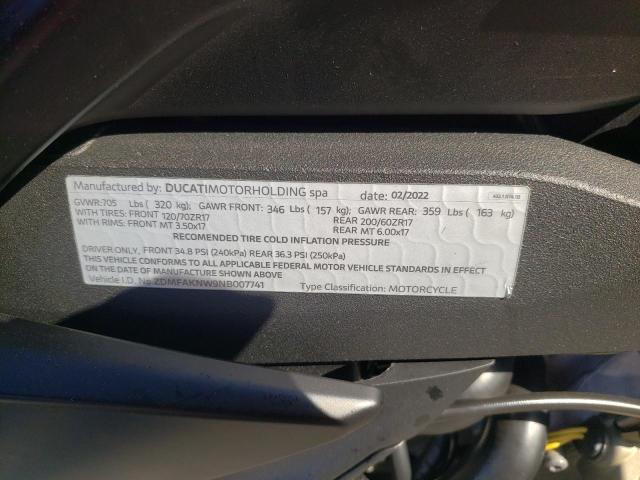 Manufactured by: DUCATIMOTORHOLDING spa date: 02/2022
GVWR:705 Lbs ( 320 kg); GAWR FRONT: 346 Lbs ( 157 kg); GAWR REAR: 359 Lbs ( 163 kg)
WITH TIRES: FRONT 120/70ZR17 REAR 200/60ZR17
WITH RIMS: FRONT MT 3.50x17 REAR MT 6.00x17
RECOMENDED TIRE COLD INFLATION PRESSURE
DRIVER ONLY, FRONT 34.8 PSI (240kPa) REAR 36.3 PSI (250kPa)
THIS VEHICLE CONFORMS TO ALL APPLICABLE FEDERAL MOTOR VEHICLE STANDARDS IN EFFECT
ON THE DATE OF MANUFACTURE SHOWN ABOVE
Vehicle I.D. No ZDMFAKNW9NB007741 Type Classification: MOTORCYCLE